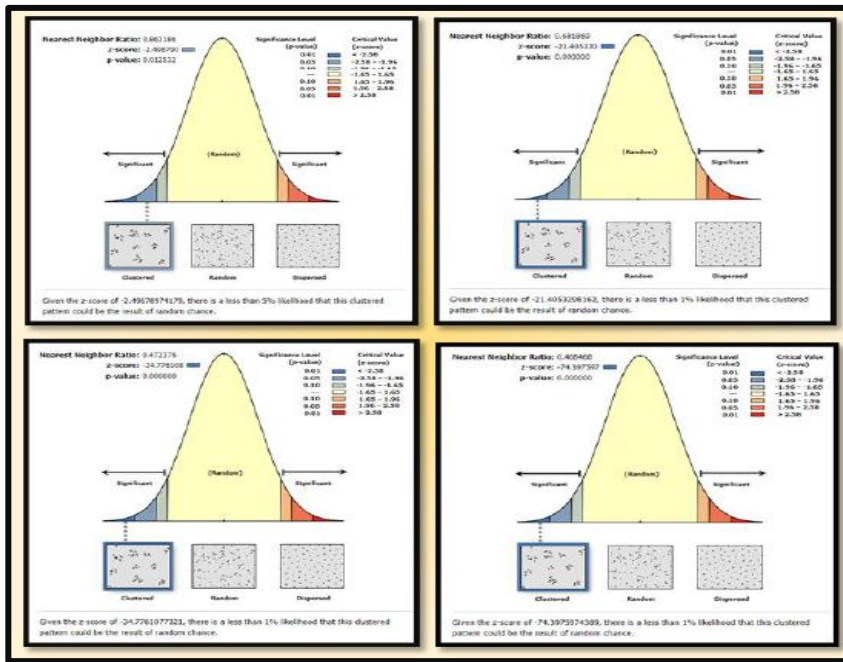 Nearest Neighbor Ratio: 0.862186
z-score: -2.496790
p-value: 0.012532
Significance Level
(p-value)
Critical Value
(z-score)
0.01 < -2.58
0.05 -2.58 - -1.96
0.10 -1.96 - -1.65
--- -1.65 - 1.65
0.10 1.65 - 1.96
0.05 1.96 - 2.58
0.01 > 2.58
Significant
(Random)
Significant
Clustered
Random
Dispersed
Given the z-score of -2.49678974179, there is a less than 5% likelihood that this clustered
pattern could be the result of random chance.
Nearest Neighbor Ratio:
z-score:
p-value: 0.000000
Significance Level
(p-value)
Critical Value
(z-score)
0.01 < -2.58
0.05 -2.58 - -1.96
0.10 -1.96 - -1.65
--- -1.65 - 1.65
0.10 1.65 - 1.96
0.05 1.96 - 2.58
0.01 > 2.58
Significant
(Random)
Significant
Clustered
Random
Dispersed
Given the z-score of -21.4053298162, there is a less than 1% likelihood that this clustered
pattern could be the result of random chance.
Nearest Neighbor Ratio: 0.472376
z-score: -34.776108
p-value: 0.000000
Significance Level
(p-value)
Critical Value
(z-score)
0.01 < -2.58
0.05 -2.58 - -1.96
0.10 -1.96 - -1.65
--- -1.65 - 1.65
0.10 1.65 - 1.96
0.05 1.96 - 2.58
0.01 > 2.58
Significant
(Random)
Significant
Clustered
Random
Dispersed
Given the z-score of -34.7761077321, there is a less than 1% likelihood that this clustered
pattern could be the result of random chance.
Nearest Neighbor Ratio:
z-score: -74.397597
p-value: 0.000000
Significance Level
(p-value)
Critical Value
(z-score)
0.01 < -2.58
0.05 -2.58 - -1.96
0.10 -1.96 - -1.65
--- -1.65 - 1.65
0.10 1.65 - 1.96
0.05 1.96 - 2.58
0.01 > 2.58
Significant
(Random)
Significant
Clustered
Random
Dispersed
Given the z-score of -74.3975974389, there is a less than 1% likelihood that this clustered
pattern could be the result of random chance.